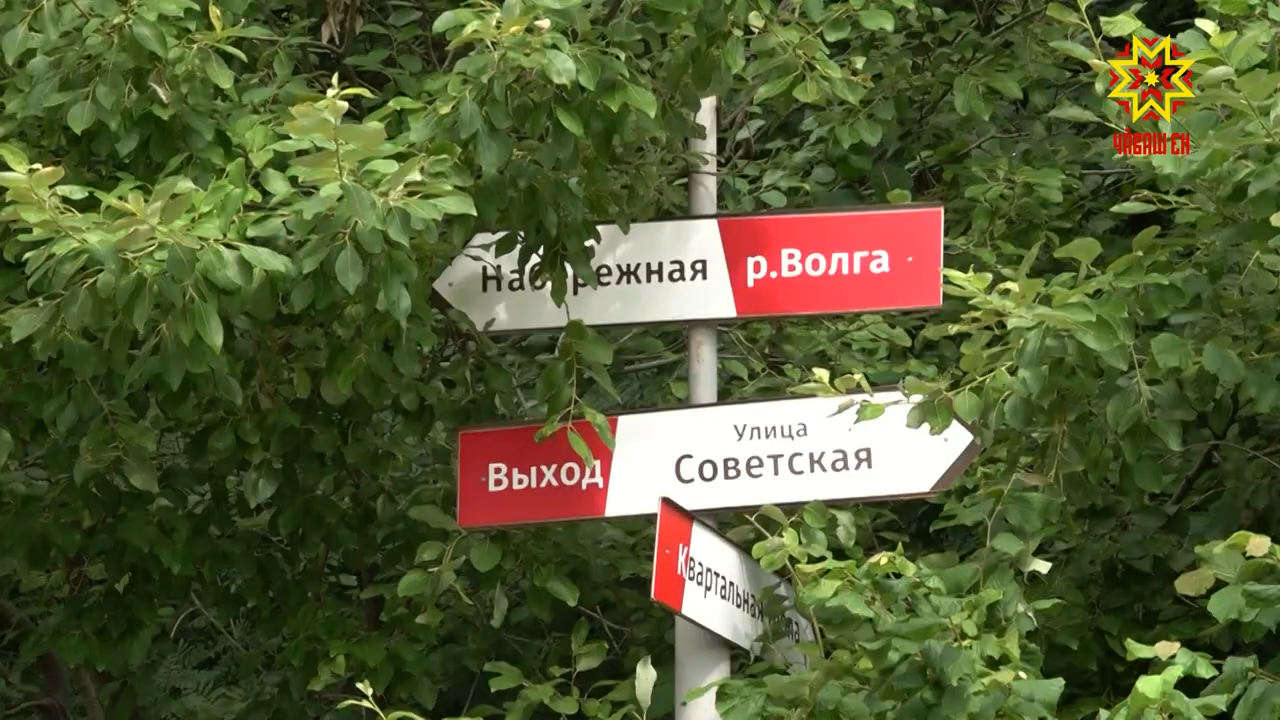 ЧӐВАШ ЕН
Набережная р.Волга
Улица
Выход Советская
Квартальная